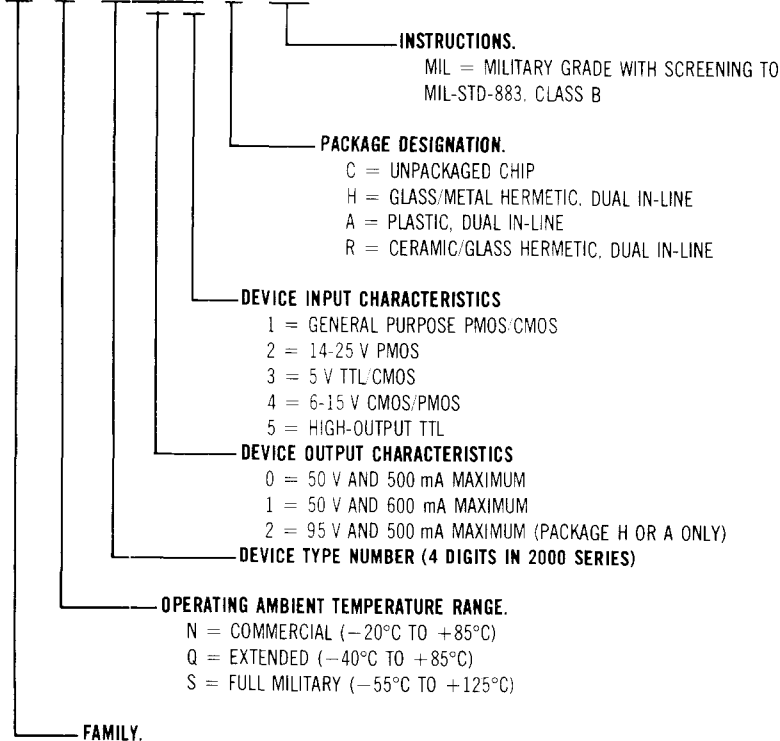 INSTRUCTIONS.
MIL = MILITARY GRADE WITH SCREENING TO
MIL-STD-883, CLASS B
PACKAGE DESIGNATION.
C = UNPACKAGED CHIP
H = GLASS/METAL HERMETIC, DUAL IN-LINE
A = PLASTIC, DUAL IN-LINE
R = CERAMIC/GLASS HERMETIC, DUAL IN-LINE
DEVICE INPUT CHARACTERISTICS
1 = GENERAL PURPOSE PMOS/CMOS
2 = 14-25 V PMOS
3 = 5 V TTL/CMOS
4 = 6-15 V CMOS/PMOS
5 = HIGH-OUTPUT TTL
DEVICE OUTPUT CHARACTERISTICS
0 = 50 V AND 500 mA MAXIMUM
1 = 50 V AND 600 mA MAXIMUM
2 = 95 V AND 500 mA MAXIMUM (PACKAGE H OR A ONLY)
DEVICE TYPE NUMBER (4 DIGITS IN 2000 SERIES)
OPERATING AMBIENT TEMPERATURE RANGE.
N = COMMERCIAL (−20°C TO +85°C)
Q = EXTENDED (−40°C TO +85°C)
S = FULL MILITARY (−55°C TO +125°C)
FAMILY.